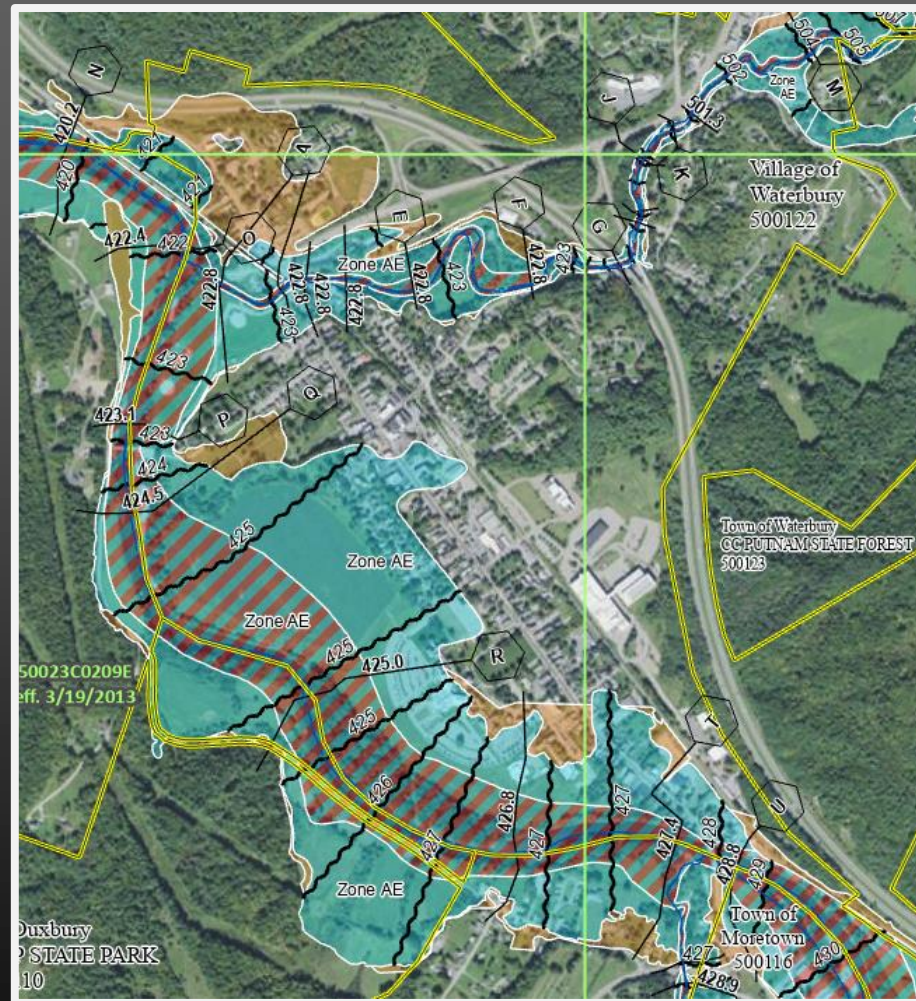 N
420.2
420
421
421
A
O
422.4
422
422.8
E
Zone AE
422.8
422.8
422.8
423
422.8
423
F
422.8
423
G
J
K
501.3
502
504
505
507
Zone
AE
M
Village of
Waterbury
500122
423
423.1
423
P
Q
424
424.5
425
Zone AE
Zone AE
425
425.0
R
425
Town of Waterbury
CC PUTNAM STATE FOREST
500123
50023C0209E
eff. 3/19/2013
426
427
426.8
427
427
427.4
T
428
428.8
U
429
Zone AE
Town of
Moretown
500116
430
427
428.9
Duxbury
P STATE PARK
10